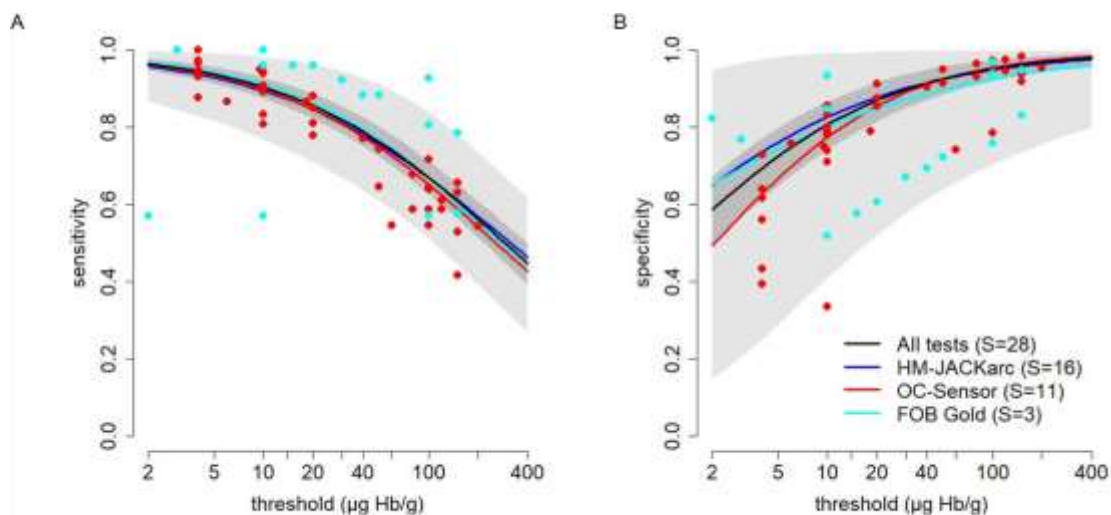 A
1.0
0.8
0.6
0.4
0.2
0.0
sensitivity
2 5 10 20 40 100 400
threshold (µg Hb/g)
B
1.0
0.8
0.6
0.4
0.2
0.0
specificity
All tests (S=28)
HM-JACKarc (S=16)
OC-Sensor (S=11)
FOB Gold (S=3)
2 5 10 20 40 100 400
threshold (µg Hb/g)